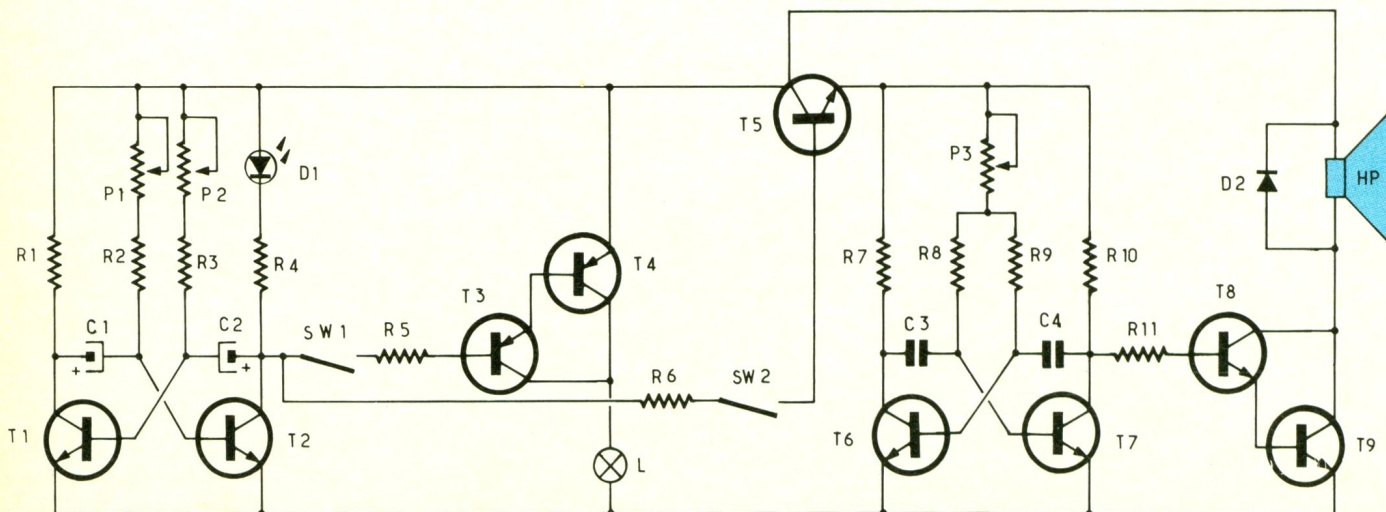 T5
P3
D1
D2
HP
P1
P2
R1
R2
R3
R4
T4
R7
R8
R9
R10
T3
T8
C1
C2
SW1
R5
C3
C4
R11
+
+
R6
SW2
T1
T2
L
T6
T7
T9